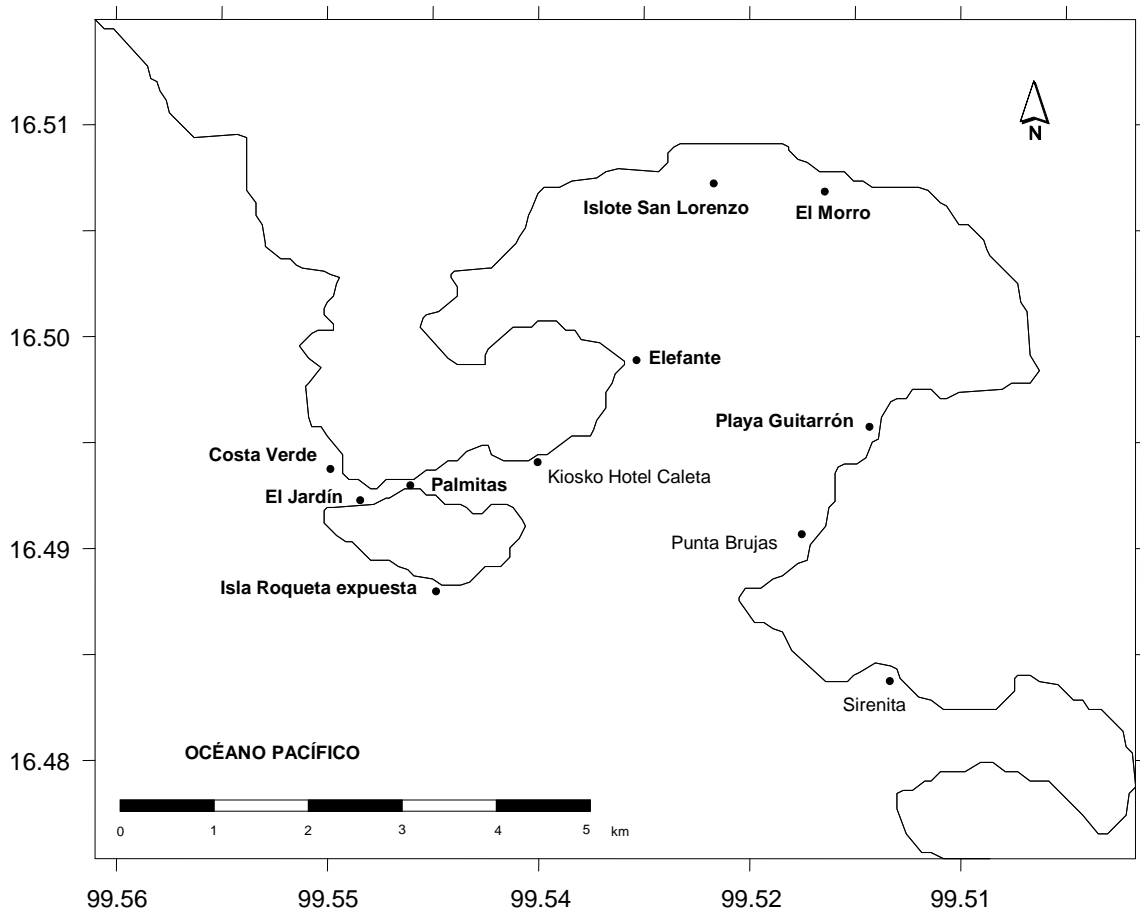 16.51
N
Islote San Lorenzo
El Morro
16.50
Elefante
Playa Guitarrón
Costa Verde
Kiosko Hotel Caleta
Palmitas
El Jardín
Punta Brujas
16.49
Isla Roqueta expuesta
Sirenita
OCÉANO PACÍFICO
16.48
0 1 2 3 4 5 km
99.56 99.55 99.54 99.52 99.51